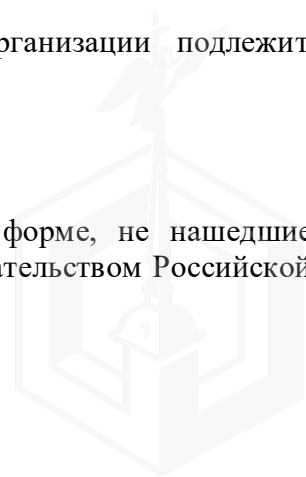 рганизации подлежит
форме, не нашедшие
ательством Российской